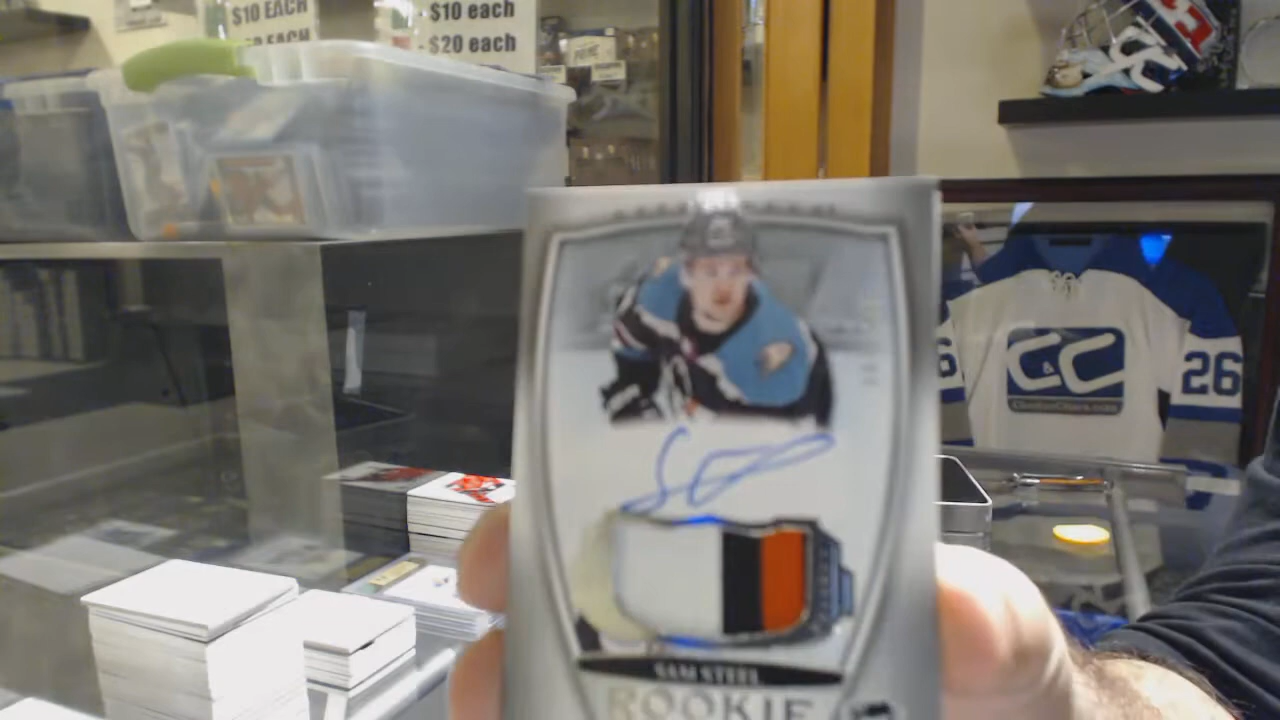 $10 EACH
- $10 each
- $20 each
C&C
26
SAM STEEL
ROOKIE